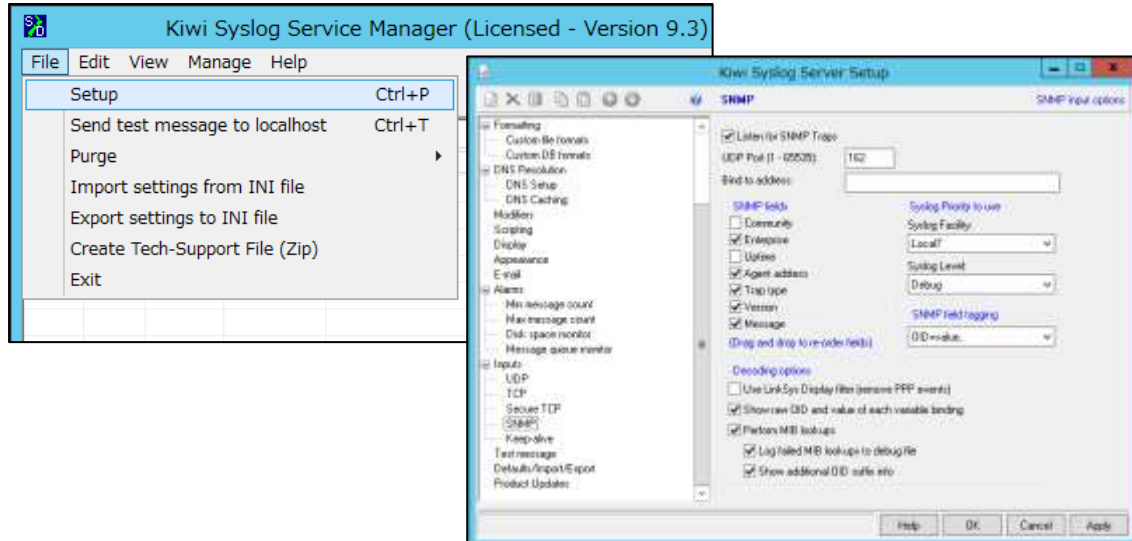 Kiwi Syslog Service Manager (Licensed - Version 9.3)
File Edit View Manage Help
Setup Ctrl+P
Send test message to localhost Ctrl+T
Purge
Import settings from INI file
Export settings to INI file
Create Tech-Support File (Zip)
Exit
Kiwi Syslog Server Setup
SNMP SNMP input options
Formatting
Custom file formats
Custom DB formats
DNS Resolution
DNS Setup
DNS Caching
Modifiers
Scripting
Display
Appearance
E-mail
Alarms
Min message count
Max message count
Disk space monitor
Message queue monitor
Inputs
UDP
TCP
Secure TCP
SNMP
Keep-alive
Test message
Defaults/Import/Export
Product Updates
Listen for SNMP Traps
UDP Port (1 - 65535): 162
Bind to address:
SNMP fields
Community
Enterprise
Uptime
Agent address
Trap type
Version
Message
(Drag and drop to re-order fields)
Syslog Priority to use
Syslog Facility
Local7
Syslog Level
Debug
SNMP field tagging
OID=value,
Decoding options
Use LinkSys Display filter (remove PPP events)
Show raw OID and value of each variable binding
Perform MIB lookups
Log failed MIB lookups to debug file
Show additional OID suffix info
Help OK Cancel Apply